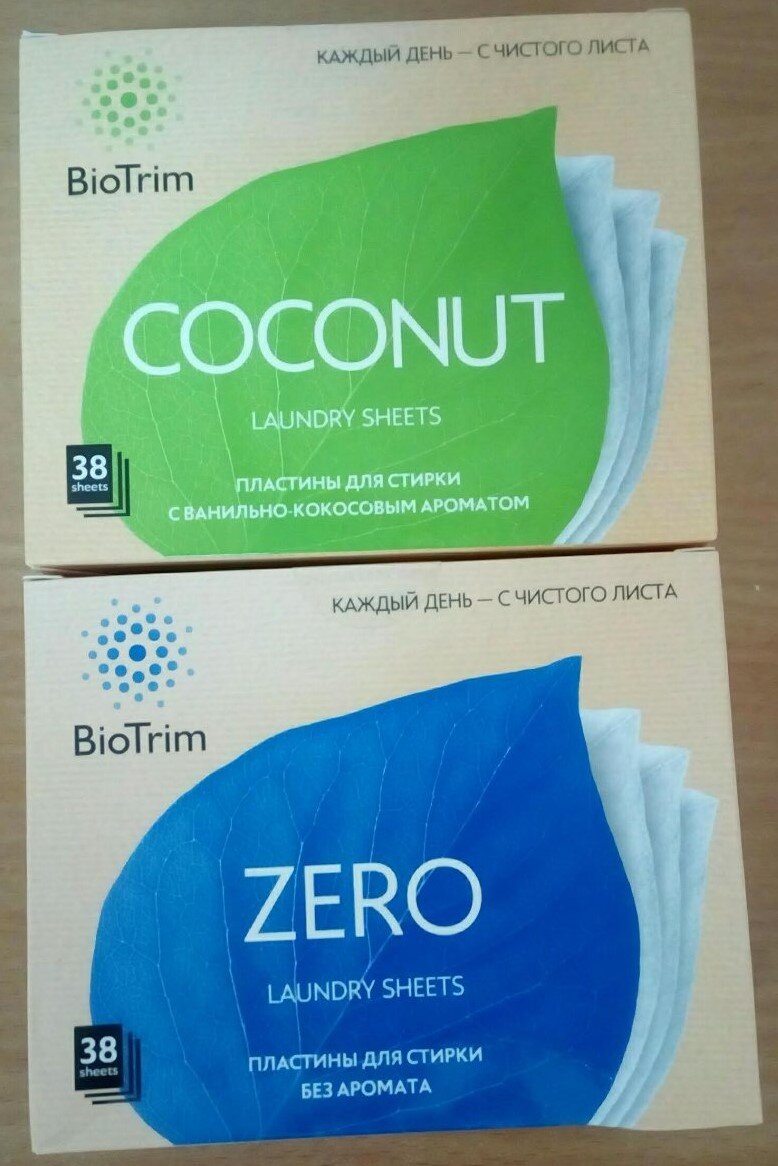 КАЖДЫЙ ДЕНЬ — С ЧИСТОГО ЛИСТА
BioTrim
COCONUT
LAUNDRY SHEETS
38
sheets
ПЛАСТИНЫ ДЛЯ СТИРКИ
С ВАНИЛЬНО-КОКОСОВЫМ АРОМАТОМ
КАЖДЫЙ ДЕНЬ — С ЧИСТОГО ЛИСТА
BioTrim
ZERO
LAUNDRY SHEETS
38
sheets
ПЛАСТИНЫ ДЛЯ СТИРКИ
БЕЗ АРОМАТА